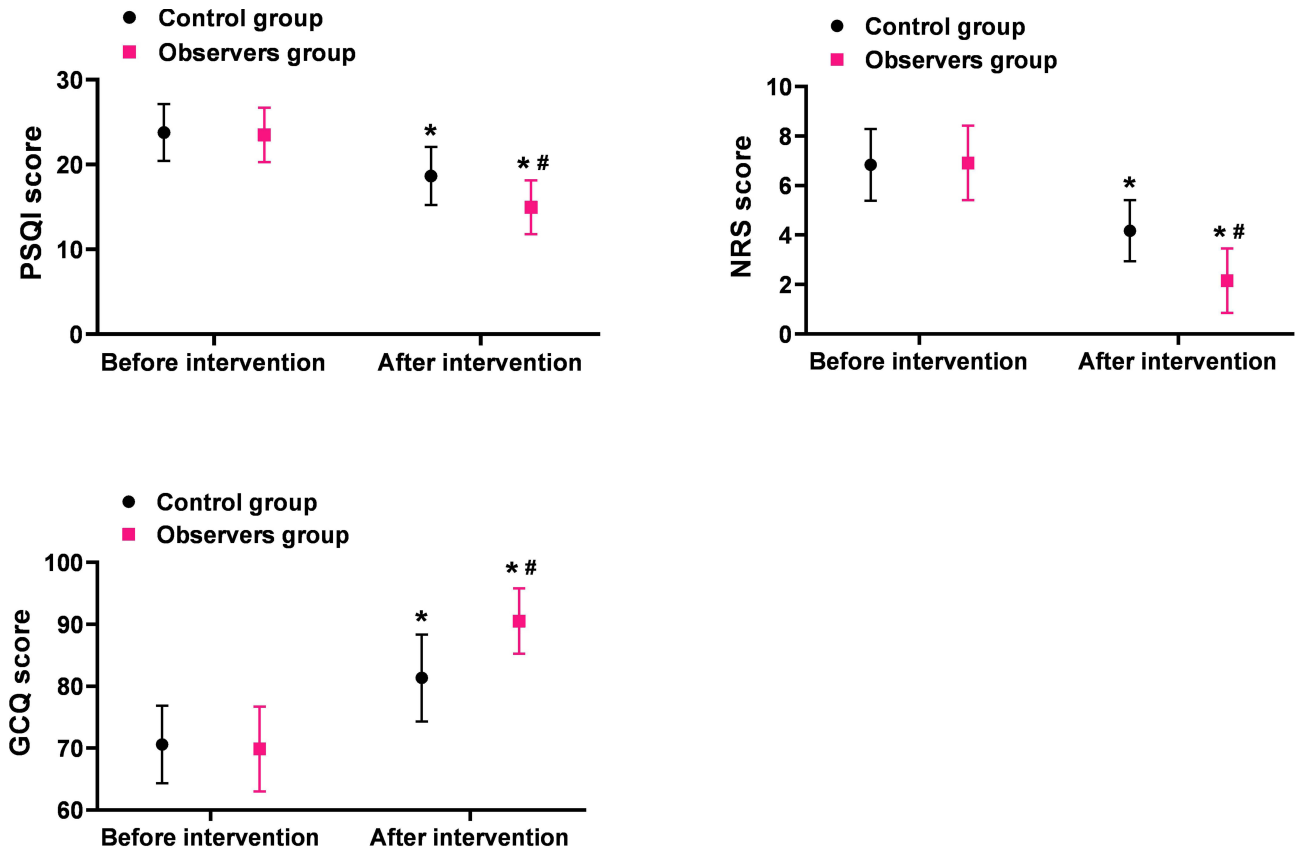 Control group
Observers group
PSQI score
30
20
10
0
*
* #
Before intervention
After intervention
Control group
Observers group
NRS score
10
8
6
4
2
0
*
* #
Before intervention
After intervention
Control group
Observers group
GCQ score
100
90
80
70
60
*
* #
Before intervention
After intervention